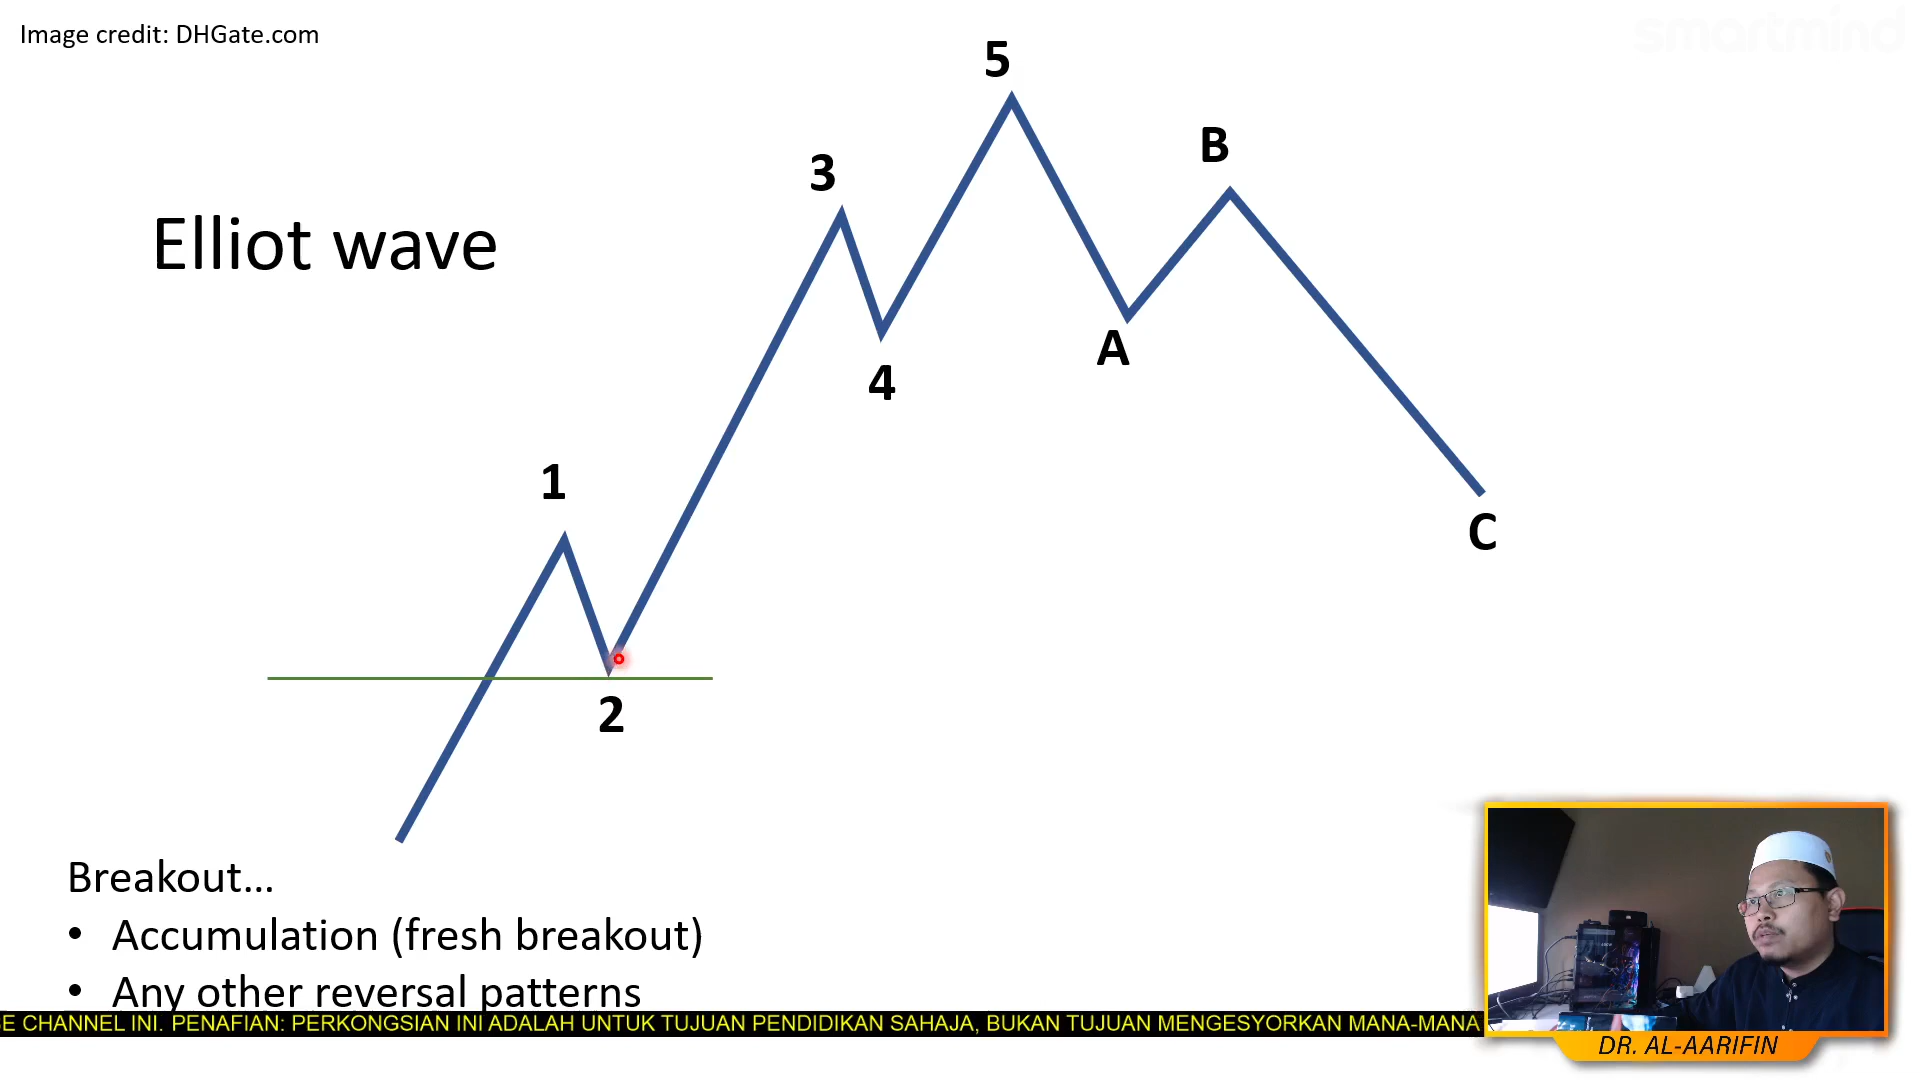 Image credit: DHGate.com
smartmind
5
B
3
Elliot wave
A
4
1
C
2
Breakout...
• Accumulation (fresh breakout)
• Any other reversal patterns
E CHANNEL INI. PENAFIAN: PERKONGSIAN INI ADALAH UNTUK TUJUAN PENDIDIKAN SAHAJA, BUKAN TUJUAN MENGESYORKAN MANA-MANA
DR. AL-AARIFIN